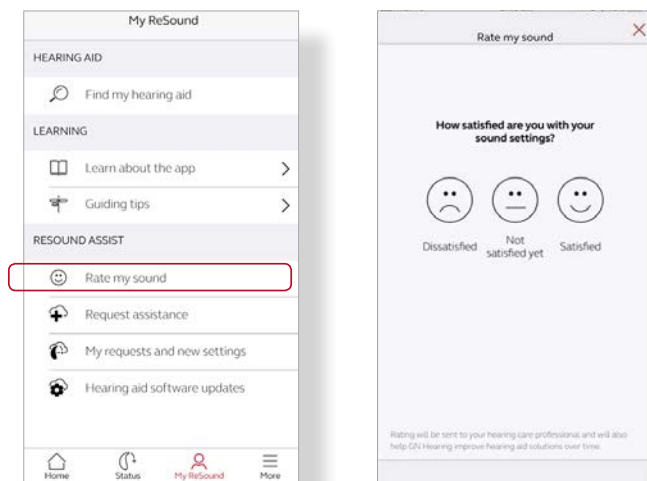 My ReSound
HEARING AID
Find my hearing aid
LEARNING
Learn about the app
Guiding tips
RESOUND ASSIST
Rate my sound
Request assistance
My requests and new settings
Hearing aid software updates
Home Status My ReSound More
Rate my sound
How satisfied are you with your
sound settings?
Dissatisfied Not satisfied yet Satisfied
Rating will be sent to your hearing care professional and will also
help GN Hearing improve hearing aid solutions over time.